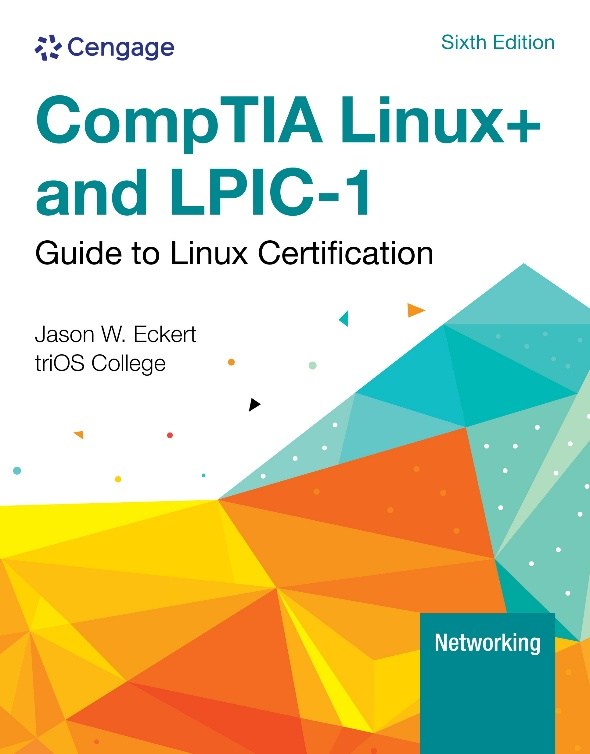 Cengage
Sixth Edition
CompTIA Linux+
and LPIC-1
Guide to Linux Certification
Jason W. Eckert
triOS College
Networking